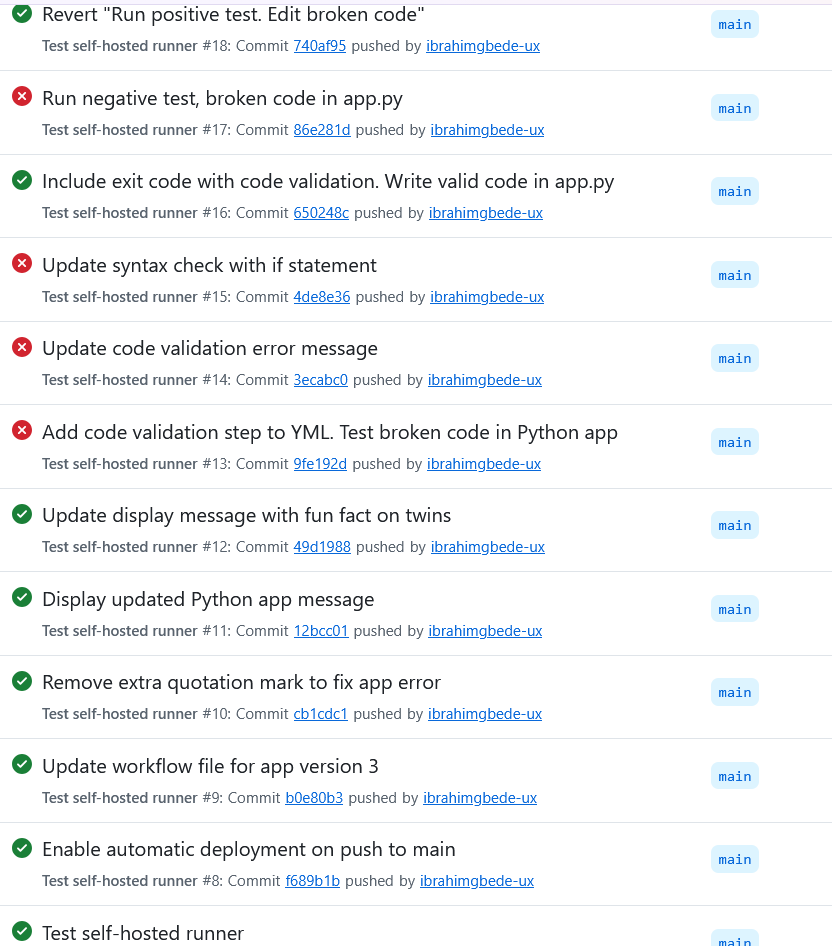 Revert "Run positive test. Edit broken code"
main
Test self-hosted runner #18: Commit 740af95 pushed by ibrahimgbede-ux
Run negative test, broken code in app.py
main
Test self-hosted runner #17: Commit 86e281d pushed by ibrahimgbede-ux
Include exit code with code validation. Write valid code in app.py
main
Test self-hosted runner #16: Commit 650248c pushed by ibrahimgbede-ux
Update syntax check with if statement
main
Test self-hosted runner #15: Commit 4de8e36 pushed by ibrahimgbede-ux
Update code validation error message
main
Test self-hosted runner #14: Commit 3ecabc0 pushed by ibrahimgbede-ux
Add code validation step to YML. Test broken code in Python app
main
Test self-hosted runner #13: Commit 9fe192d pushed by ibrahimgbede-ux
Update display message with fun fact on twins
main
Test self-hosted runner #12: Commit 49d1988 pushed by ibrahimgbede-ux
Display updated Python app message
main
Test self-hosted runner #11: Commit 12bcc01 pushed by ibrahimgbede-ux
Remove extra quotation mark to fix app error
main
Test self-hosted runner #10: Commit cb1cdc1 pushed by ibrahimgbede-ux
Update workflow file for app version 3
main
Test self-hosted runner #9: Commit b0e80b3 pushed by ibrahimgbede-ux
Enable automatic deployment on push to main
main
Test self-hosted runner #8: Commit f689b1b pushed by ibrahimgbede-ux
Test self-hosted runner
main